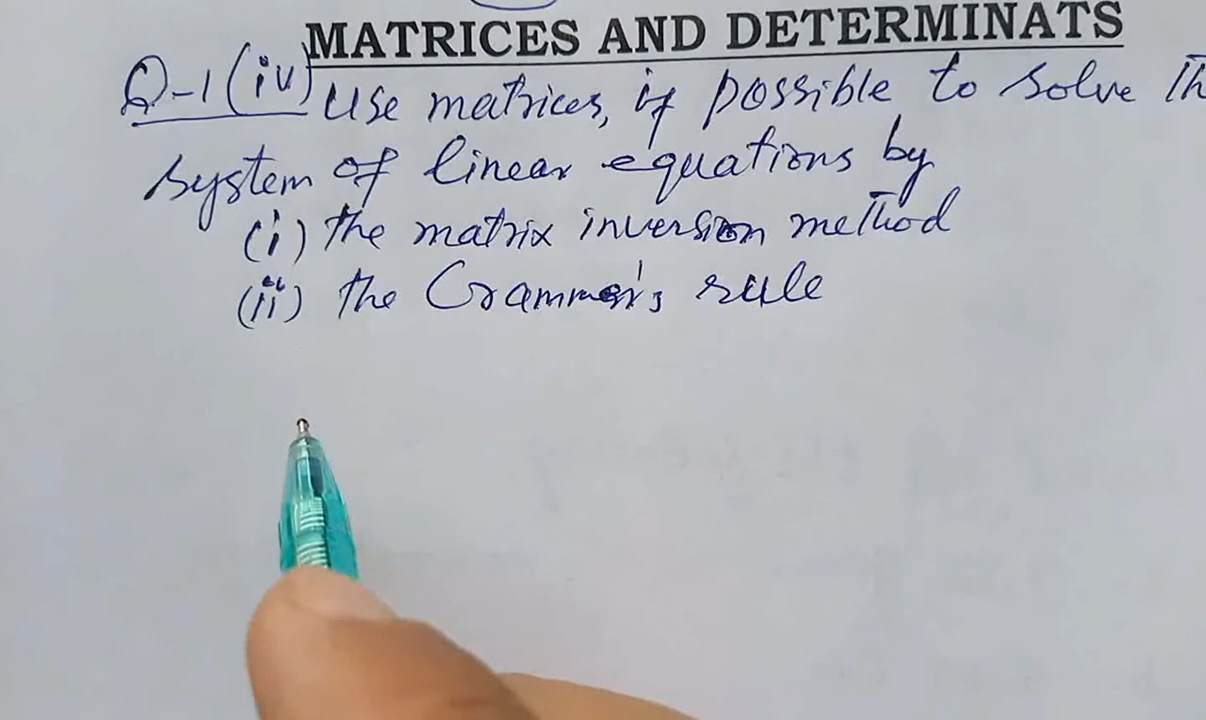 MATRICES AND DETERMINATS
Q-1(iv) Use matrices, if possible to solve th
system of linear equations by
(i) the matrix inversion method
(ii) the Crammer's rule